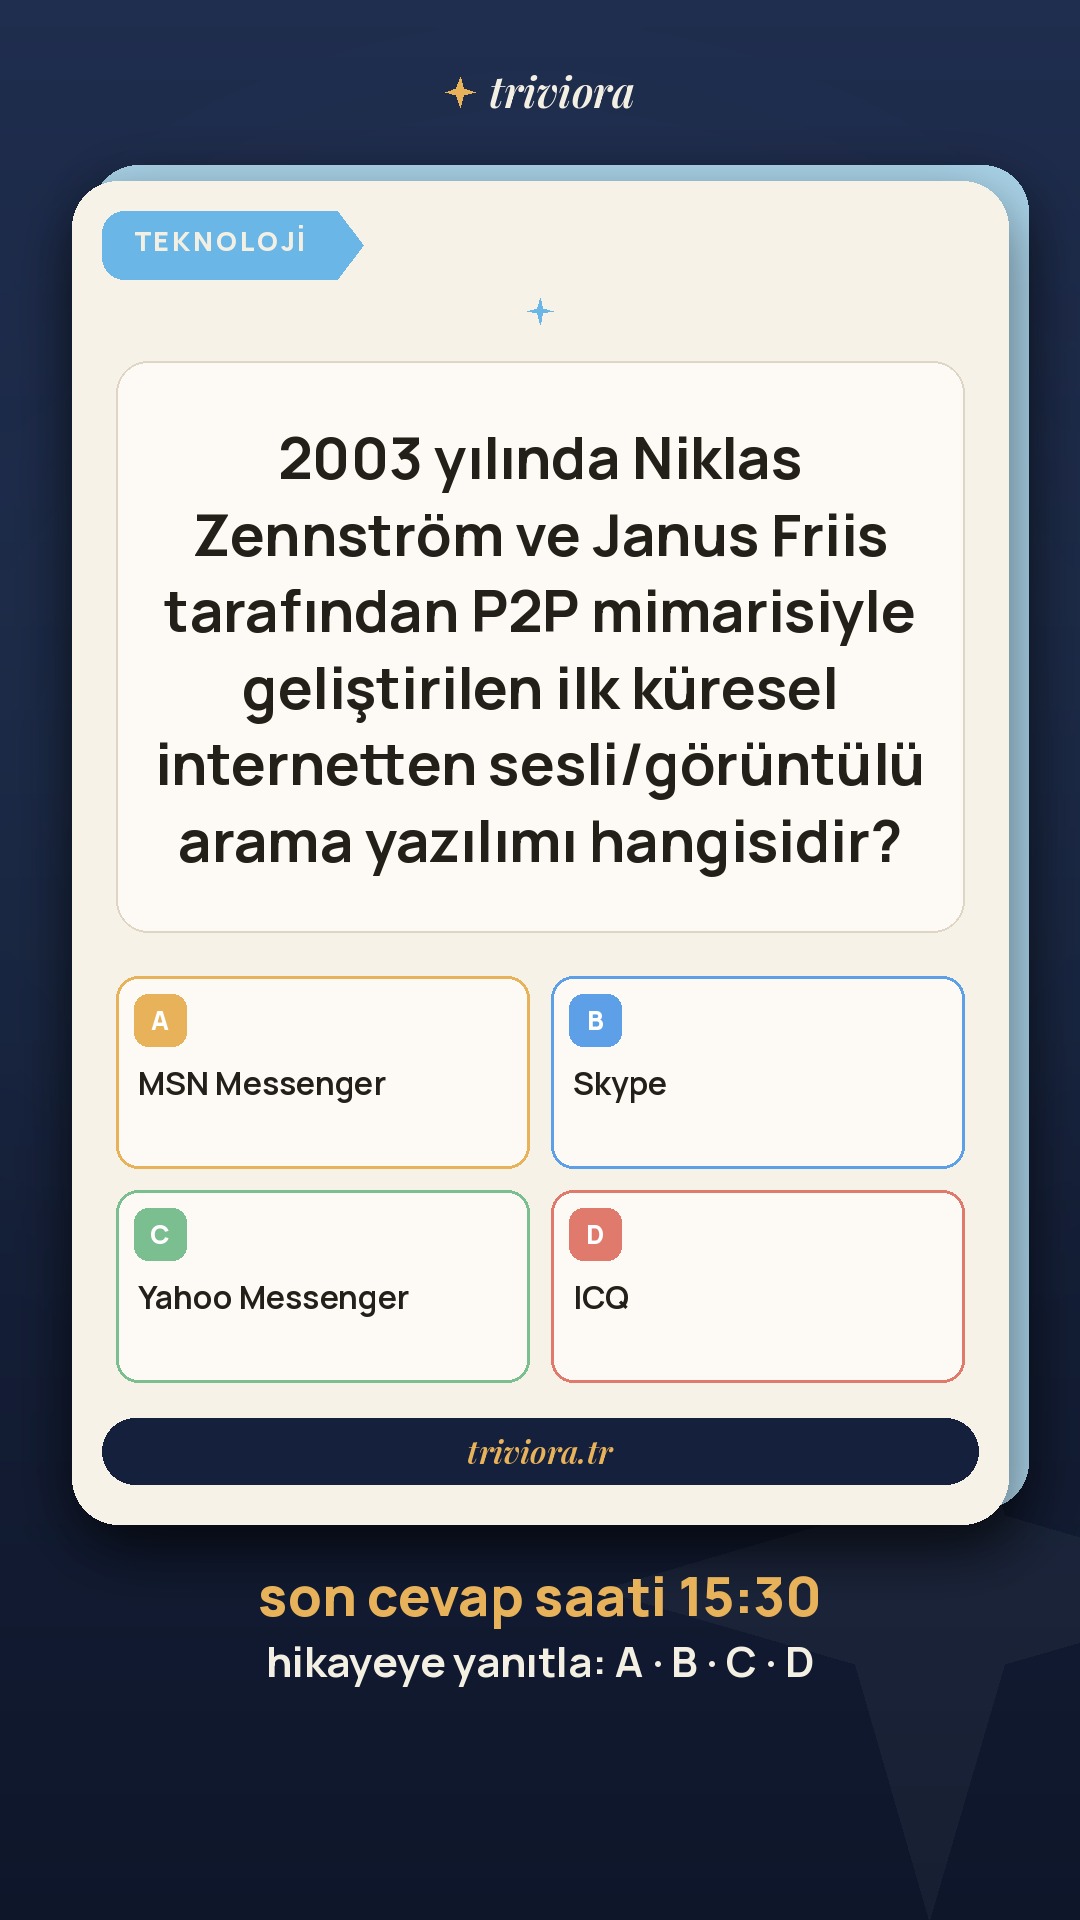 triviora
TEKNOLOJİ
2003 yılında Niklas
Zennström ve Janus Friis
tarafından P2P mimarisiyle
geliştirilen ilk küresel
internetten sesli/görüntülü
arama yazılımı hangisidir?
A
MSN Messenger
B
Skype
C
Yahoo Messenger
D
ICQ
triviora.tr
son cevap saati 15:30
hikayeye yanıtla: A · B · C · D